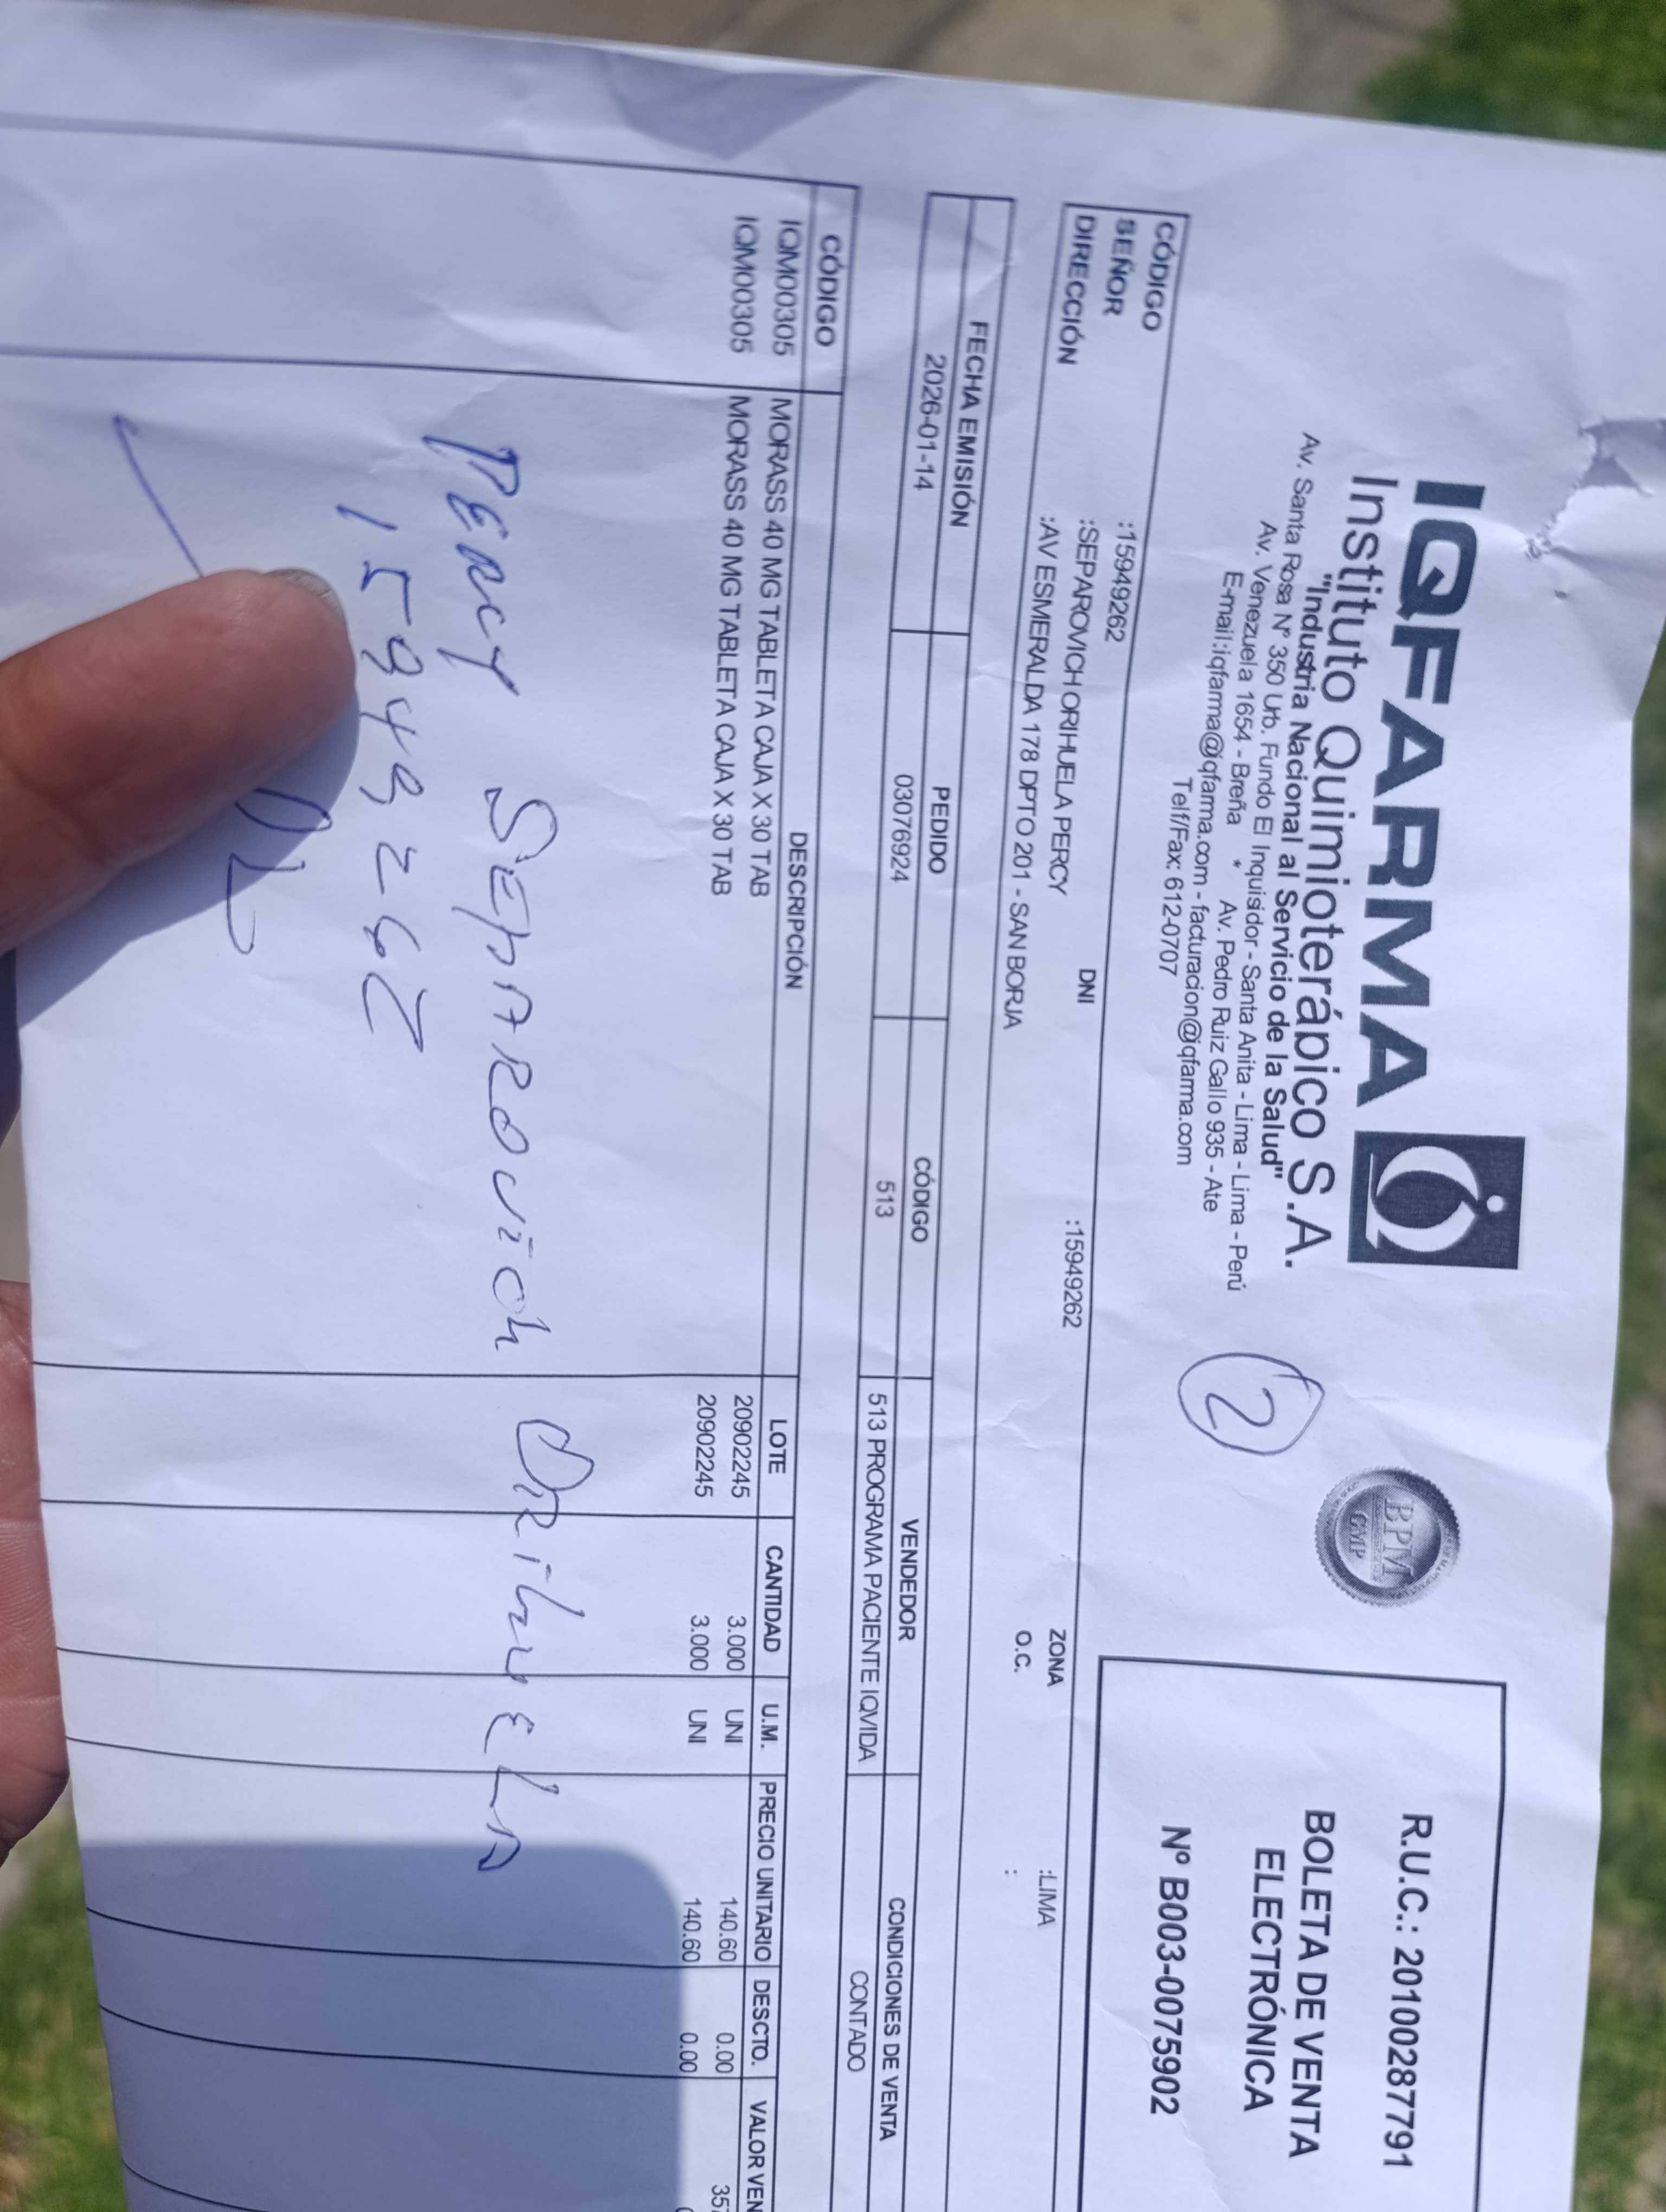 IQFARMA
Instituto Quimioterápico S.A.
"Industria Nacional al Servicio de la Salud"
Av. Santa Rosa Nº 350 Urb. Fundo El Inquisidor - Santa Anita - Lima - Lima - Perú
Av. Venezuela 1654 - Breña * Av. Pedro Ruiz Gallo 935 - Ate
E-mail:iqfarma@iqfarma.com - facturacion@iqfarma.com
Telf/Fax: 612-0707
2
BPM
GMP
R.U.C.: 20100287791
BOLETA DE VENTA
ELECTRÓNICA
Nº B003-0075902
CÓDIGO :15949262
SEÑOR :SEPAROVICH ORIHUELA PERCY DNI :15949262 ZONA :LIMA
DIRECCIÓN :AV ESMERALDA 178 DPTO 201 - SAN BORJA O.C. :
FECHA EMISIÓN PEDIDO CÓDIGO VENDEDOR CONDICIONES DE VENTA
2026-01-14 03076924 513 513 PROGRAMA PACIENTE IQVIDA CONTADO
CÓDIGO DESCRIPCIÓN LOTE CANTIDAD U.M. PRECIO UNITARIO DESCTO. VALOR VEN
IQM00305 MORASS 40 MG TABLETA CAJA X 30 TAB 20902245 3.000 UNI 140.60 0.00 357
IQM00305 MORASS 40 MG TABLETA CAJA X 30 TAB 20902245 3.000 UNI 140.60 0.00
PERCY SEPAROVICH ORIhuELA
15949262